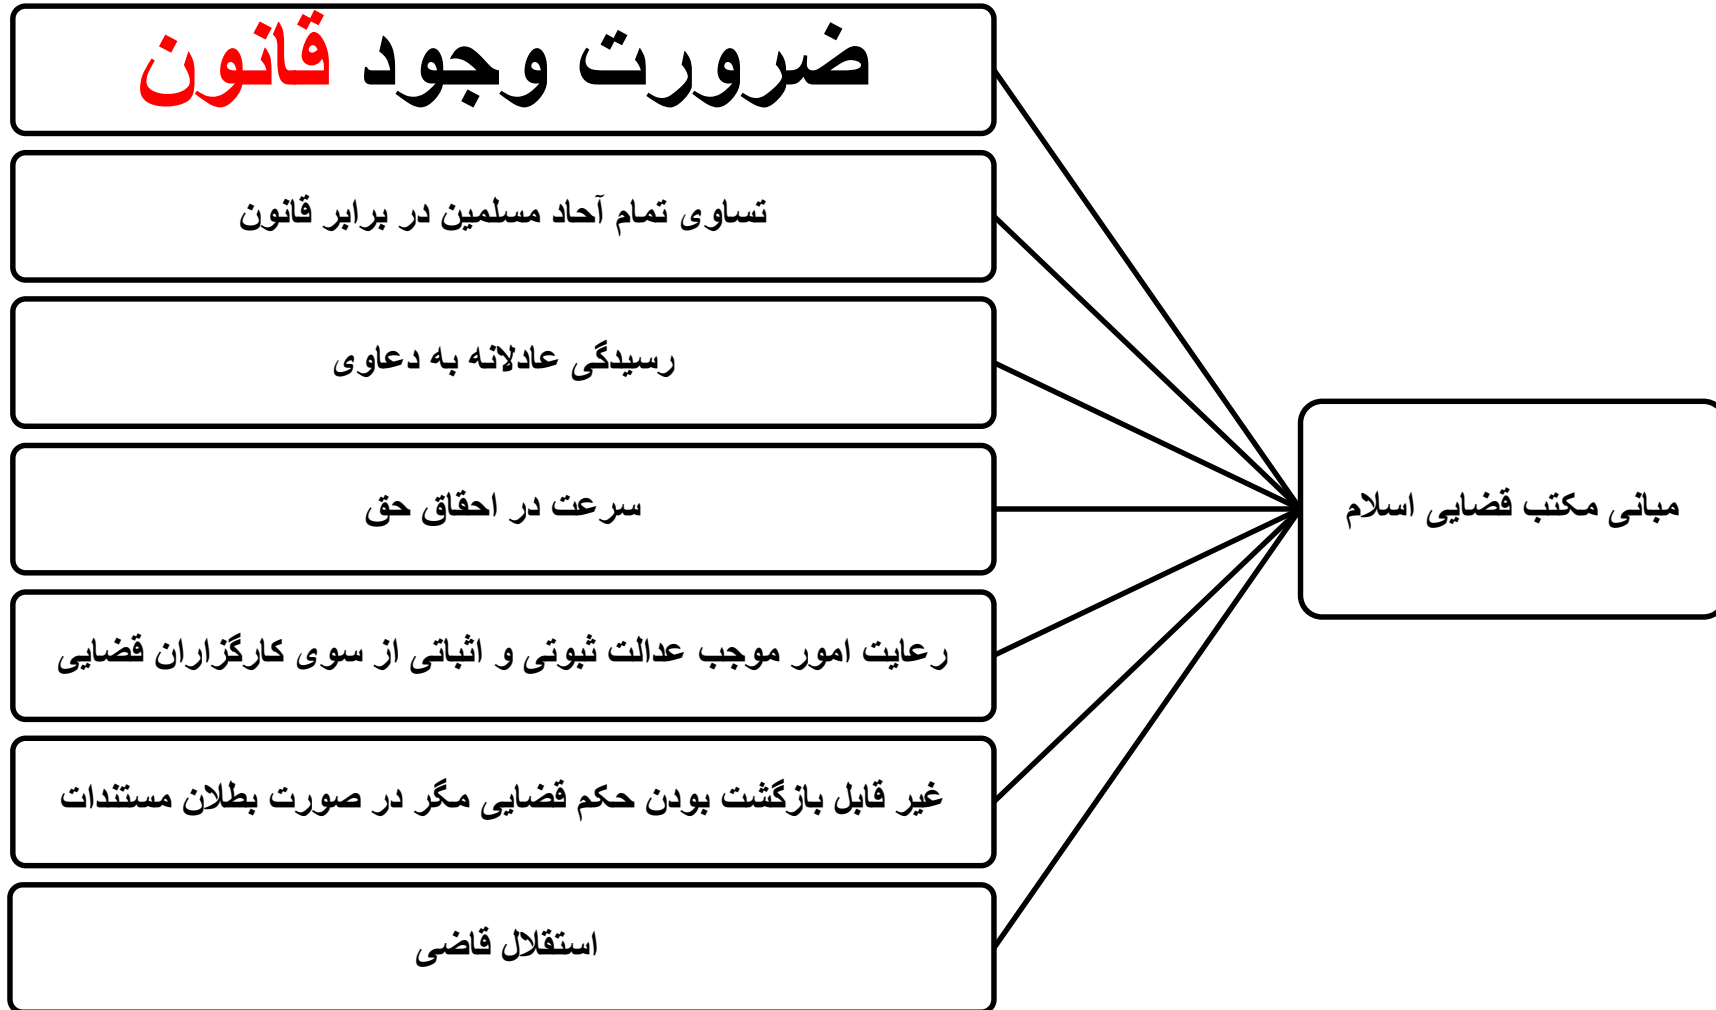 مبانی مکتب قضایی اسلام
ضرورت وجود قانون
تساوی تمام آحاد مسلمین در برابر قانون
رسیدگی عادلانه به دعاوی
سرعت در احقاق حق
رعایت امور موجب عدالت ثبوتی و اثباتی از سوی کارگزاران قضایی
غیر قابل بازگشت بودن حکم قضایی مگر در صورت بطلان مستندات
استقلال قاضی